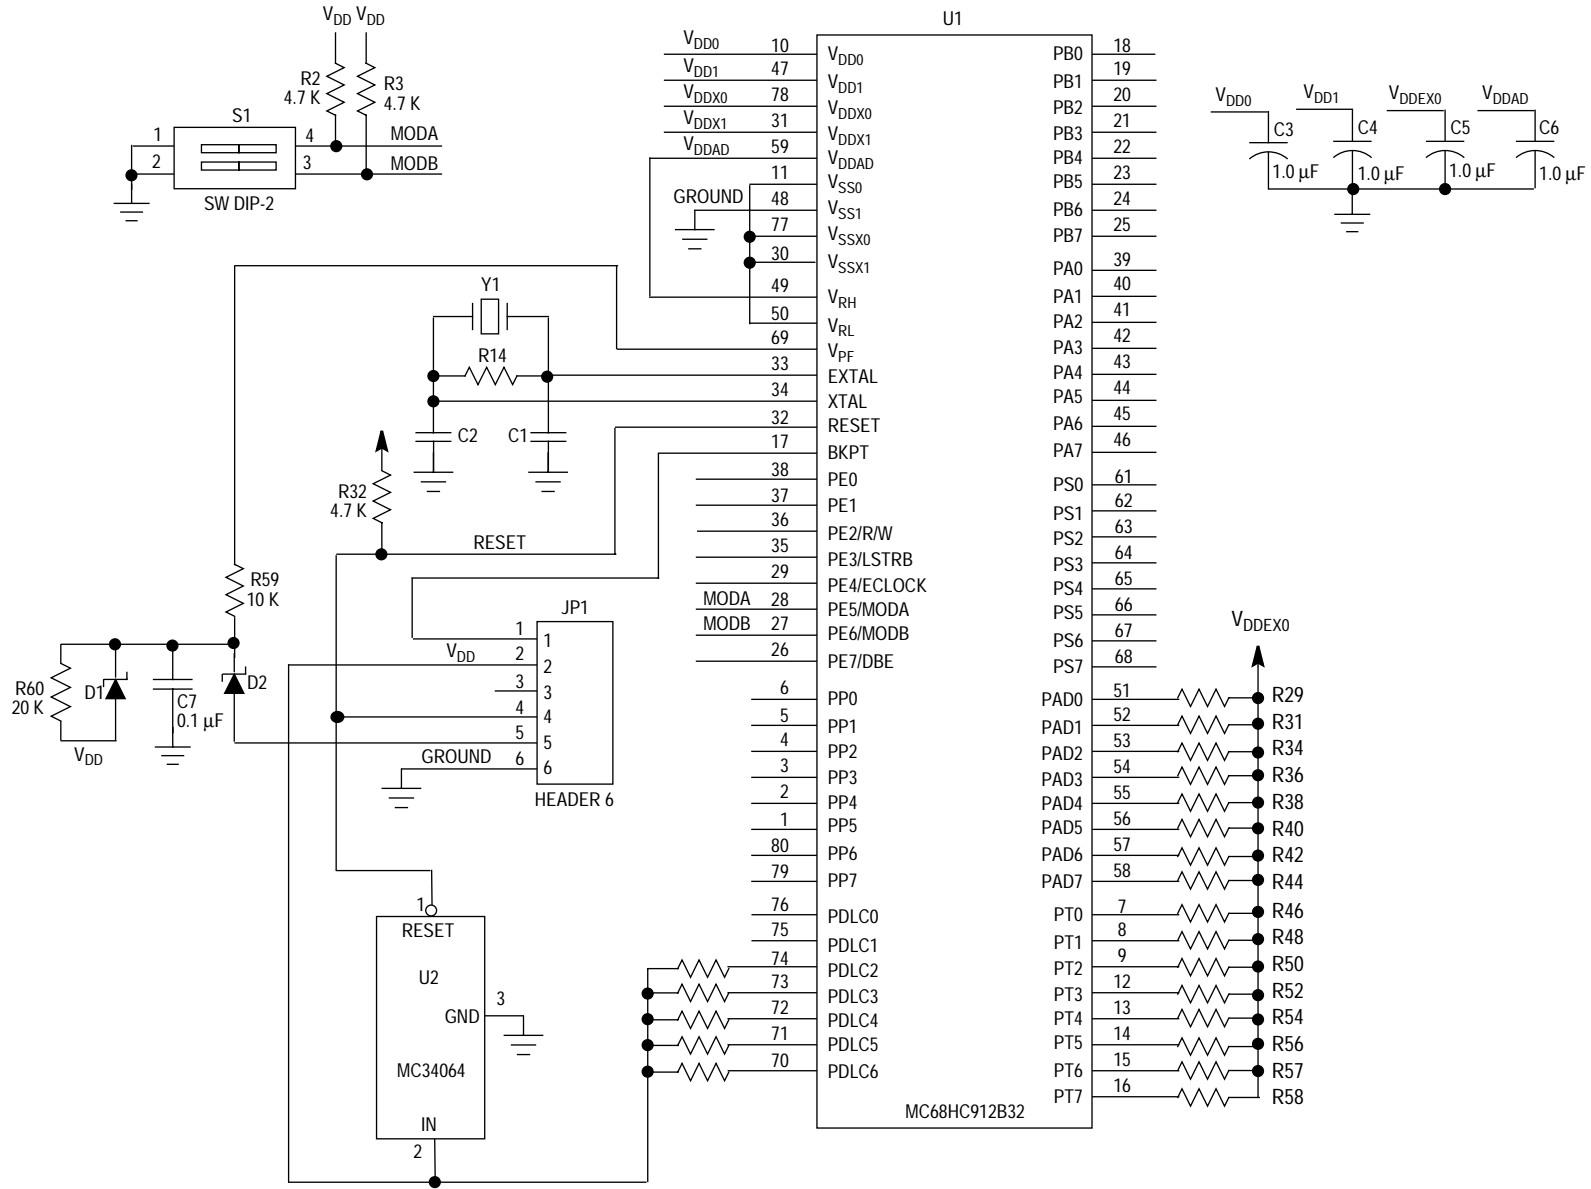 VDD VDD
R2
4.7 K
R3
4.7 K
S1
1
2
4
3
MODA
MODB
SW DIP-2
U1
VDD0 10 VDD0
VDD1 47 VDD1
VDDX0 78 VDDX0
VDDX1 31 VDDX1
VDDAD 59 VDDAD
11 VSS0
GROUND 48 VSS1
77 VSSX0
30 VSSX1
49 VRH
50 VRL
69 VPF
33 EXTAL
34 XTAL
32 RESET
17 BKPT
38 PE0
37 PE1
36 PE2/R/W
35 PE3/LSTRB
29 PE4/ECLOCK
MODA 28 PE5/MODA
MODB 27 PE6/MODB
26 PE7/DBE
6 PP0
5 PP1
4 PP2
3 PP3
2 PP4
1 PP5
80 PP6
79 PP7
76 PDLC0
75 PDLC1
74 PDLC2
73 PDLC3
72 PDLC4
71 PDLC5
70 PDLC6
PB0 18
PB1 19
PB2 20
PB3 21
PB4 22
PB5 23
PB6 24
PB7 25
PA0 39
PA1 40
PA2 41
PA3 42
PA4 43
PA5 44
PA6 45
PA7 46
PS0 61
PS1 62
PS2 63
PS3 64
PS4 65
PS5 66
PS6 67
PS7 68
VDDEX0
PAD0 51 R29
PAD1 52 R31
PAD2 53 R34
PAD3 54 R36
PAD4 55 R38
PAD5 56 R40
PAD6 57 R42
PAD7 58 R44
PT0 7 R46
PT1 8 R48
PT2 9 R50
PT3 12 R52
PT4 13 R54
PT5 14 R56
PT6 15 R57
PT7 16 R58
MC68HC912B32
VDD0 VDD1 VDDEX0 VDDAD
C3 C4 C5 C6
1.0 µF 1.0 µF 1.0 µF 1.0 µF
Y1
R14
C2 C1
R32
4.7 K
RESET
R59
10 K
JP1
1 1
VDD 2 2
3 3
4 4
5 5
GROUND 6 6
HEADER 6
R60
20 K
D1
C7
0.1 µF
D2
VDD
1
RESET
U2
3
GND
MC34064
IN
2